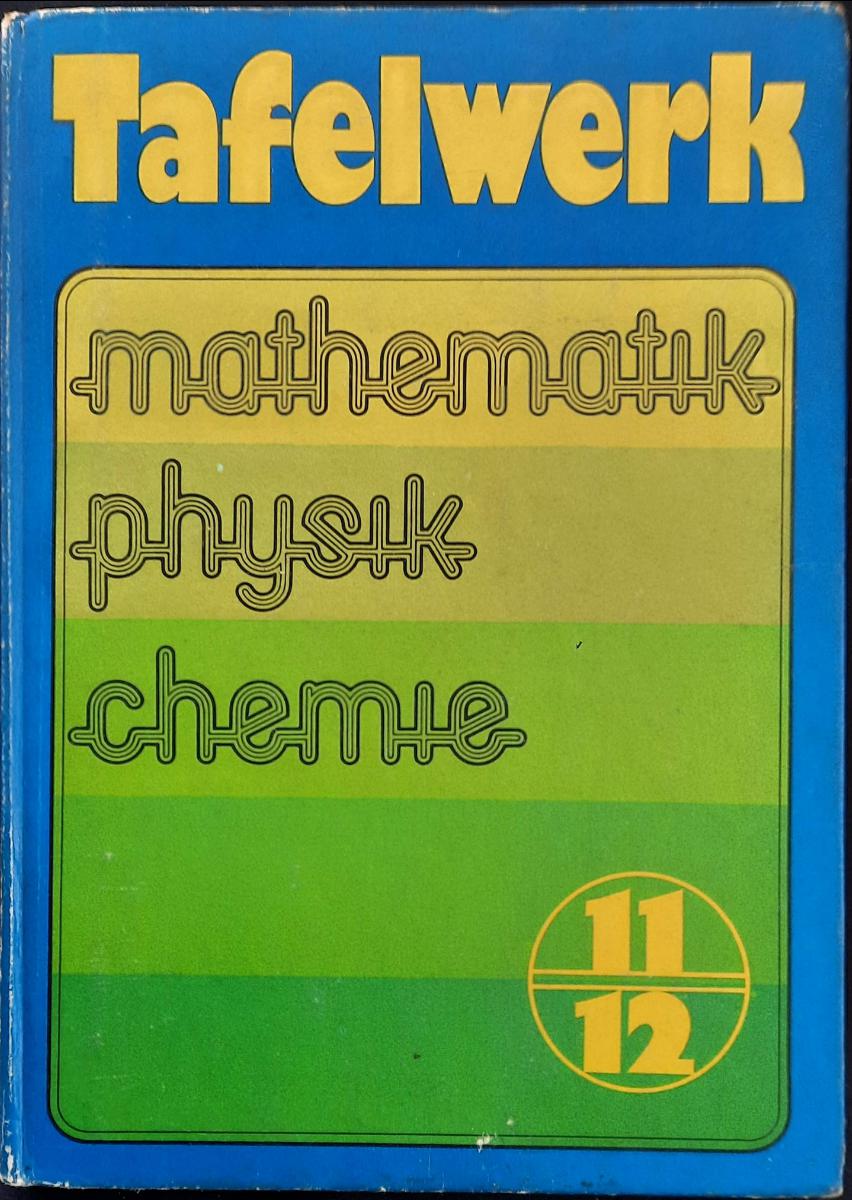 Tafelwerk
mathematik
physik
chemie
11
12